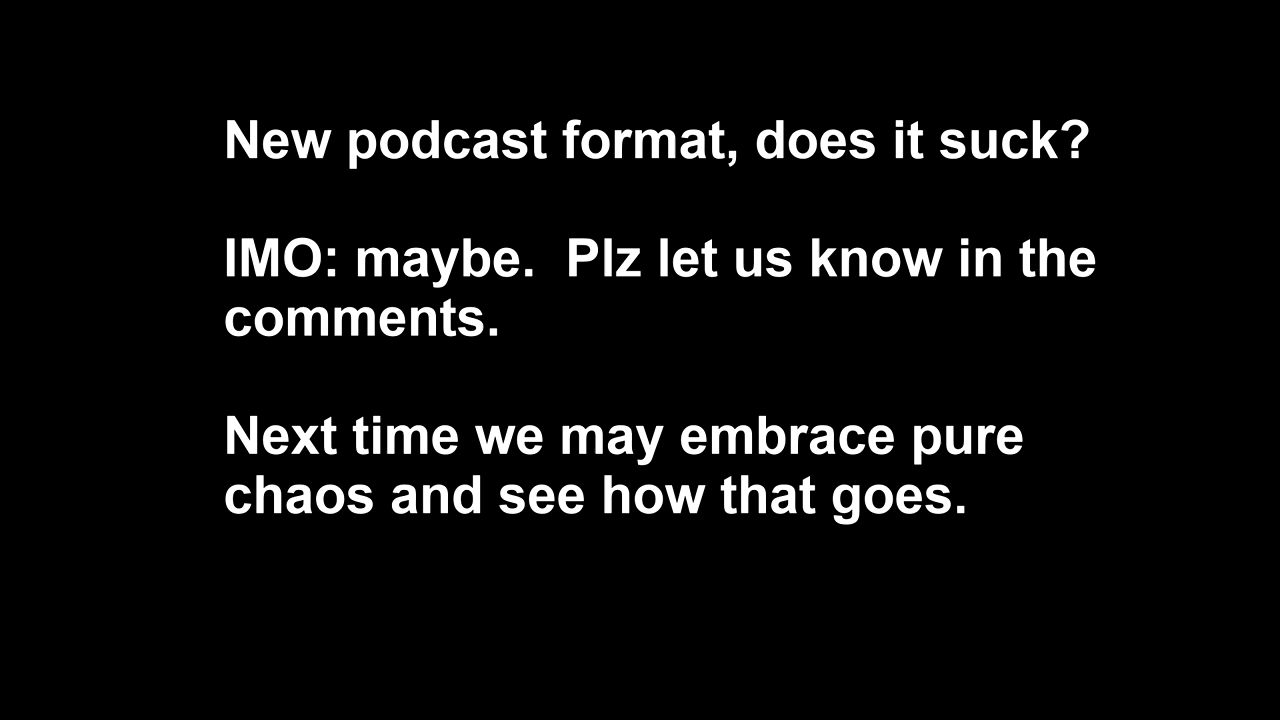 New podcast format, does it suck?
IMO: maybe.  Plz let us know in the
comments.
Next time we may embrace pure
chaos and see how that goes.